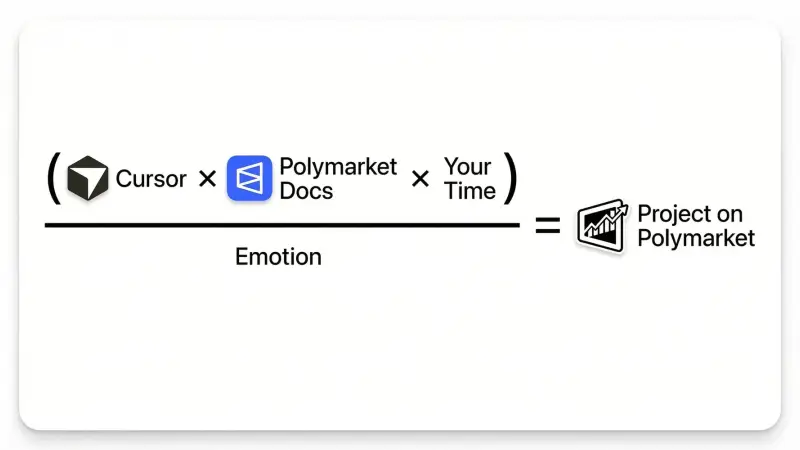 ( Cursor × Polymarket Docs × Your Time )
Emotion
= Project on Polymarket